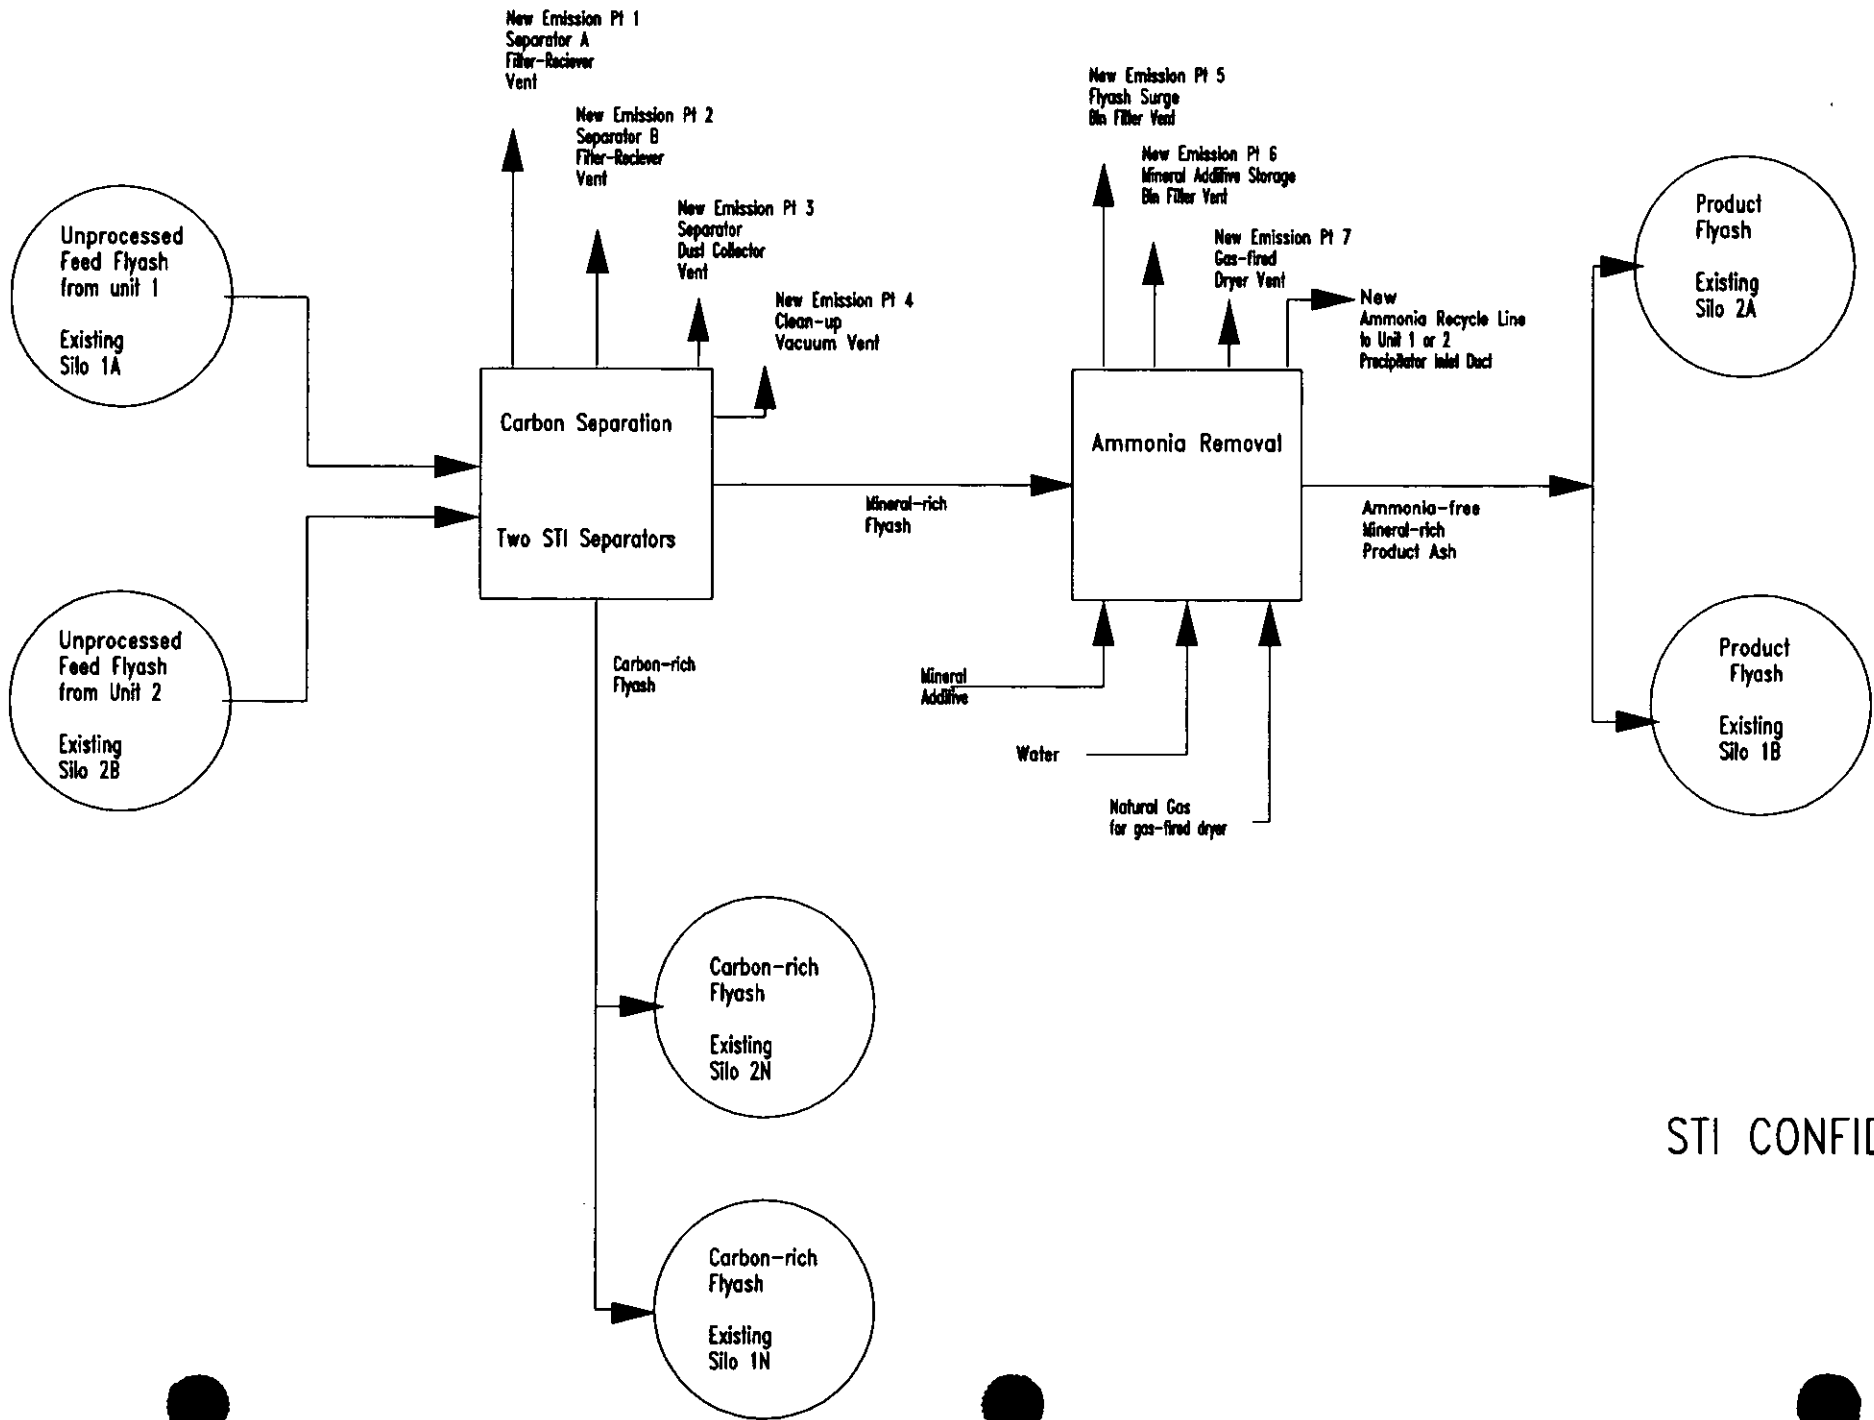 New Emission Pt 1
Separator A
Filter-Reciever
Vent
New Emission Pt 2
Separator B
Filter-Reciever
Vent
New Emission Pt 3
Separator
Dust Collector
Vent
New Emission Pt 4
Clean-up
Vacuum Vent
New Emission Pt 5
Flyash Surge
Bin Filter Vent
New Emission Pt 6
Mineral Additive Storage
Bin Filter Vent
New Emission Pt 7
Gas-fired
Dryer Vent
New
Ammonia Recycle Line
to Unit 1 or 2
Precipitator Inlet Duct
Unprocessed
Feed Flyash
from unit 1
Existing
Silo 1A
Unprocessed
Feed Flyash
from Unit 2
Existing
Silo 2B
Carbon Separation
Two STI Separators
Mineral-rich
Flyash
Carbon-rich
Flyash
Ammonia Removal
Mineral
Additive
Water
Natural Gas
for gas-fired dryer
Ammonia-free
Mineral-rich
Product Ash
Product
Flyash
Existing
Silo 2A
Product
Flyash
Existing
Silo 1B
Carbon-rich
Flyash
Existing
Silo 2N
Carbon-rich
Flyash
Existing
Silo 1N
STI CONFID